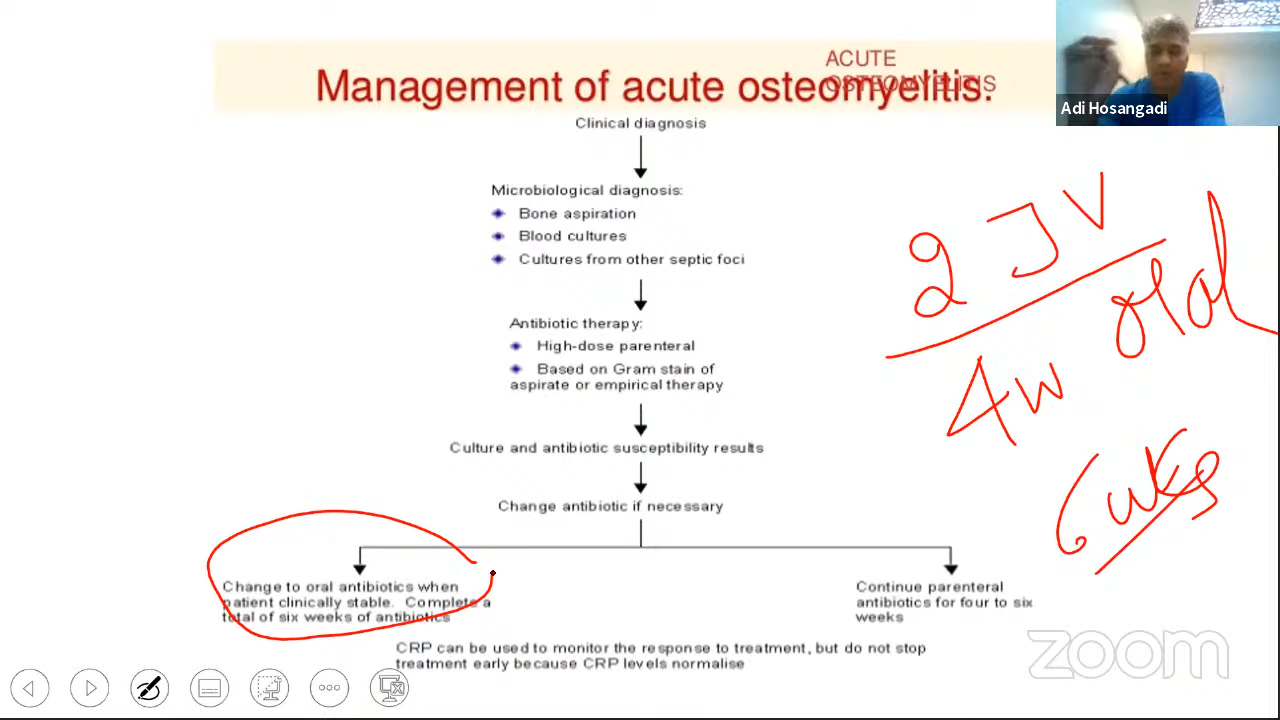 ACUTE
OSTEOMYELITIS
Management of acute osteomyelitis.
Adi Hosangadi
Clinical diagnosis
Microbiological diagnosis:
Bone aspiration
Blood cultures
Cultures from other septic foci
Antibiotic therapy:
High-dose parenteral
Based on Gram stain of
aspirate or empirical therapy
Culture and antibiotic susceptibility results
Change antibiotic if necessary
Change to oral antibiotics when
patient clinically stable. Complete a
total of six weeks of antibiotics
Continue parenteral
antibiotics for four to six
weeks
CRP can be used to monitor the response to treatment, but do not stop
treatment early because CRP levels normalise
2 IV
4w oral
6 wks
zoom